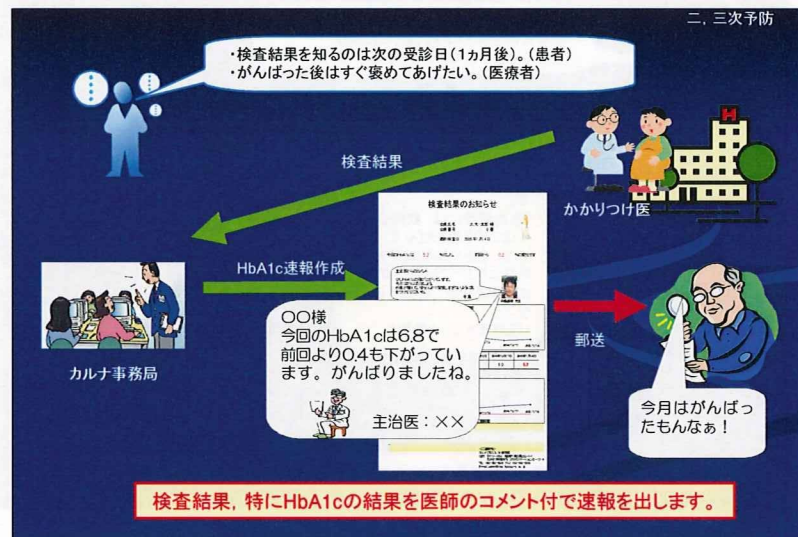 二, 三次予防
・検査結果を知るのは次の受診日(1ヵ月後)。(患者)
・がんばった後はすぐ褒めてあげたい。(医療者)
H
検査結果
かかりつけ医
検査結果のお知らせ
HbA1c速報作成
〇〇様
今回のHbA1cは6.8で
前回より0.4も下がってい
ます。がんばりましたね。
主治医：××
郵送
カルナ事務局
今月はがんばっ
たもんなぁ！
検査結果, 特にHbA1cの結果を医師のコメント付で速報を出します。